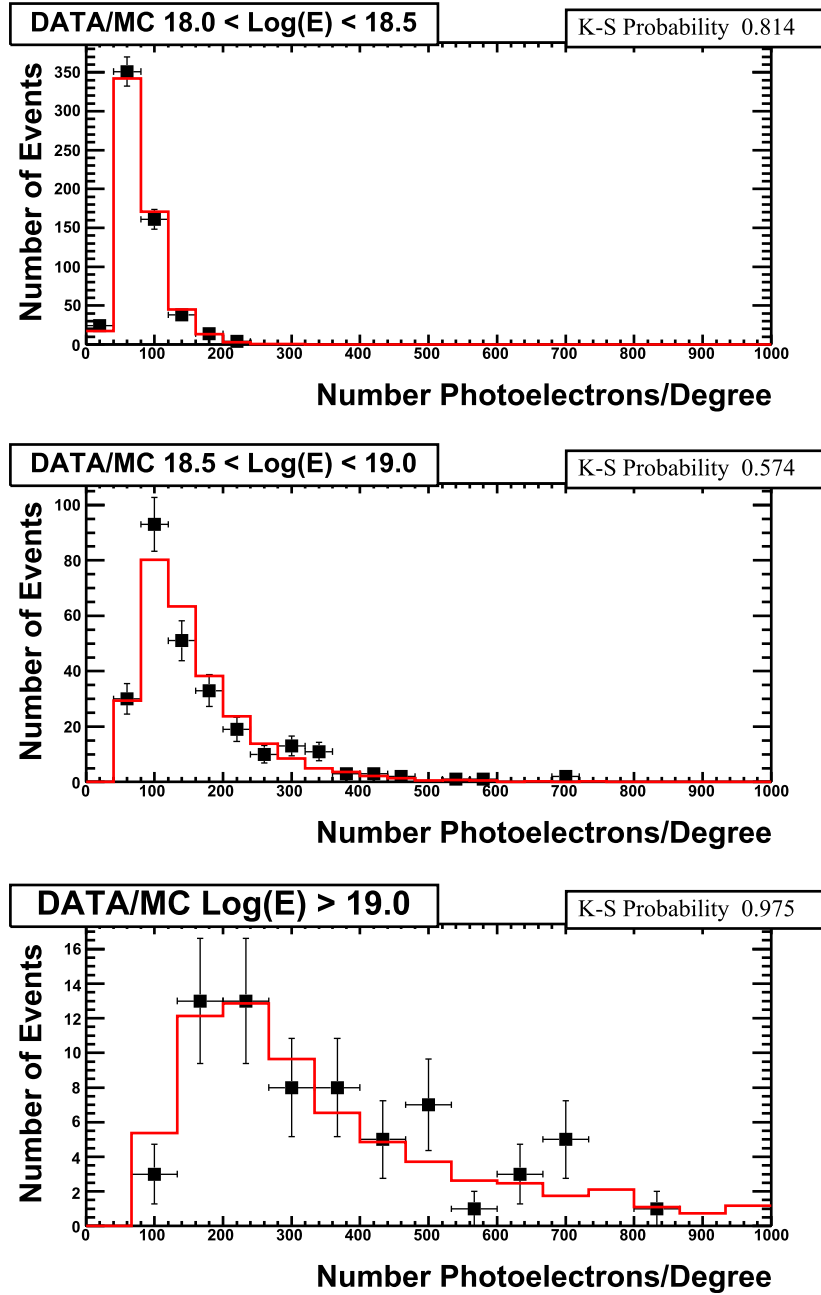 DATA/MC 18.0 < Log(E) < 18.5
K-S Probability 0.814
Number of Events
350
300
250
200
150
100
50
0
0 100 200 300 400 500 600 700 800 900 1000
Number Photoelectrons/Degree
DATA/MC 18.5 < Log(E) < 19.0
K-S Probability 0.574
Number of Events
100
80
60
40
20
0
0 100 200 300 400 500 600 700 800 900 1000
Number Photoelectrons/Degree
DATA/MC Log(E) > 19.0
K-S Probability 0.975
Number of Events
16
14
12
10
8
6
4
2
0
0 100 200 300 400 500 600 700 800 900 1000
Number Photoelectrons/Degree